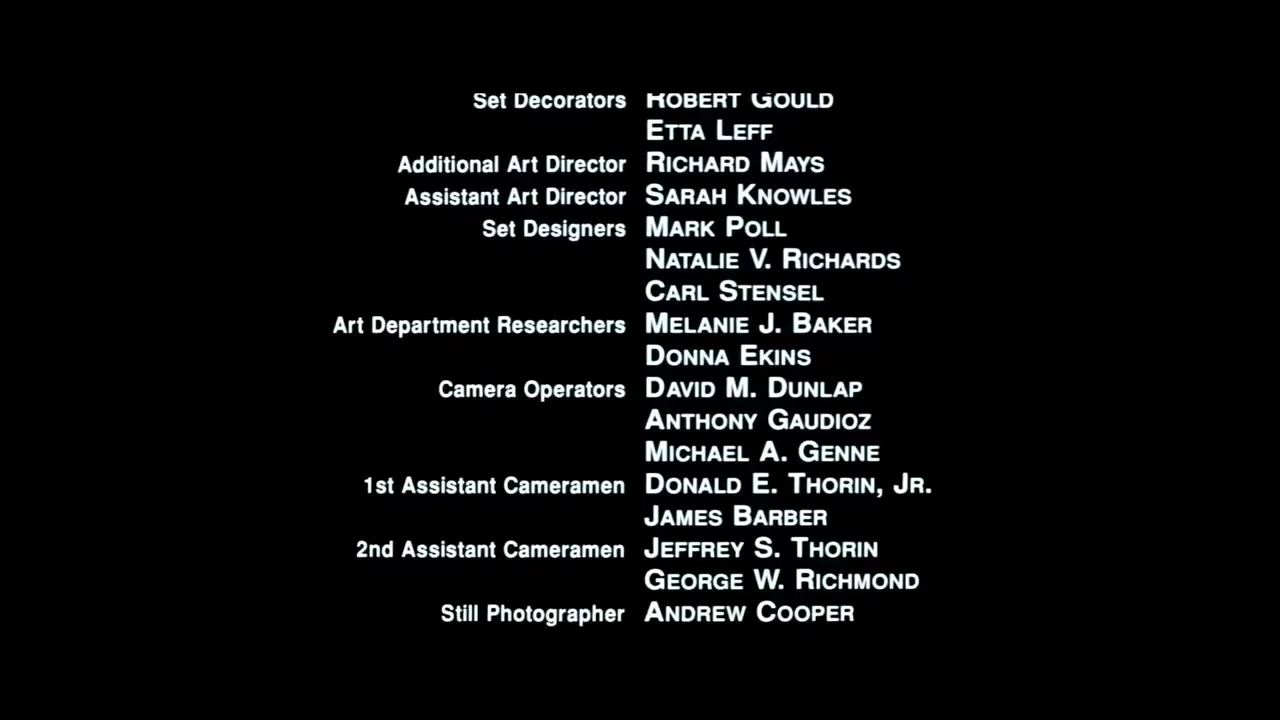 Set Decorators ROBERT GOULD
ETTA LEFF
Additional Art Director RICHARD MAYS
Assistant Art Director SARAH KNOWLES
Set Designers MARK POLL
NATALIE V. RICHARDS
CARL STENSEL
Art Department Researchers MELANIE J. BAKER
DONNA EKINS
Camera Operators DAVID M. DUNLAP
ANTHONY GAUDIOZ
MICHAEL A. GENNE
1st Assistant Cameramen DONALD E. THORIN, JR.
JAMES BARBER
2nd Assistant Cameramen JEFFREY S. THORIN
GEORGE W. RICHMOND
Still Photographer ANDREW COOPER